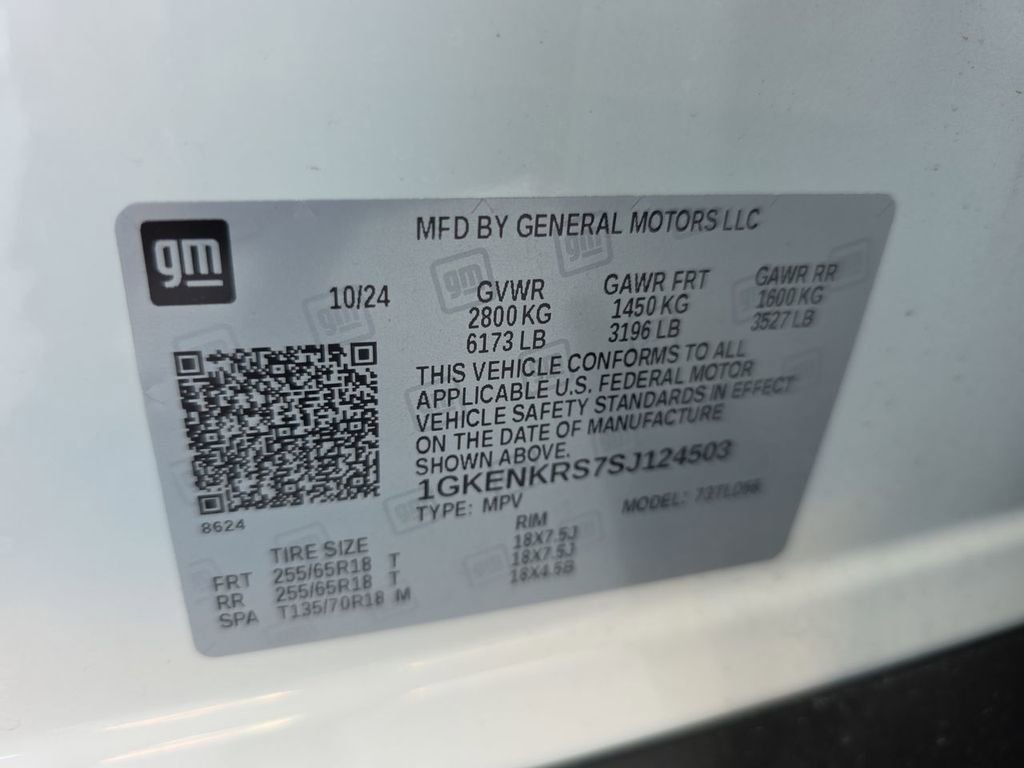 gm
MFD BY GENERAL MOTORS LLC
10/24
GVWR
2800 KG
6173 LB
GAWR FRT
1450 KG
3196 LB
GAWR RR
1600 KG
3527 LB
THIS VEHICLE CONFORMS TO ALL
APPLICABLE U.S. FEDERAL MOTOR
VEHICLE SAFETY STANDARDS IN EFFECT
ON THE DATE OF MANUFACTURE
SHOWN ABOVE.
1GKENKRS7SJ124503
TYPE: MPV
MODEL:
8624
TIRE SIZE
RIM
FRT 255/65R18 T 18X7.5J
RR 255/65R18 T 18X7.5J
SPA T135/70R18 M 18X4.5B